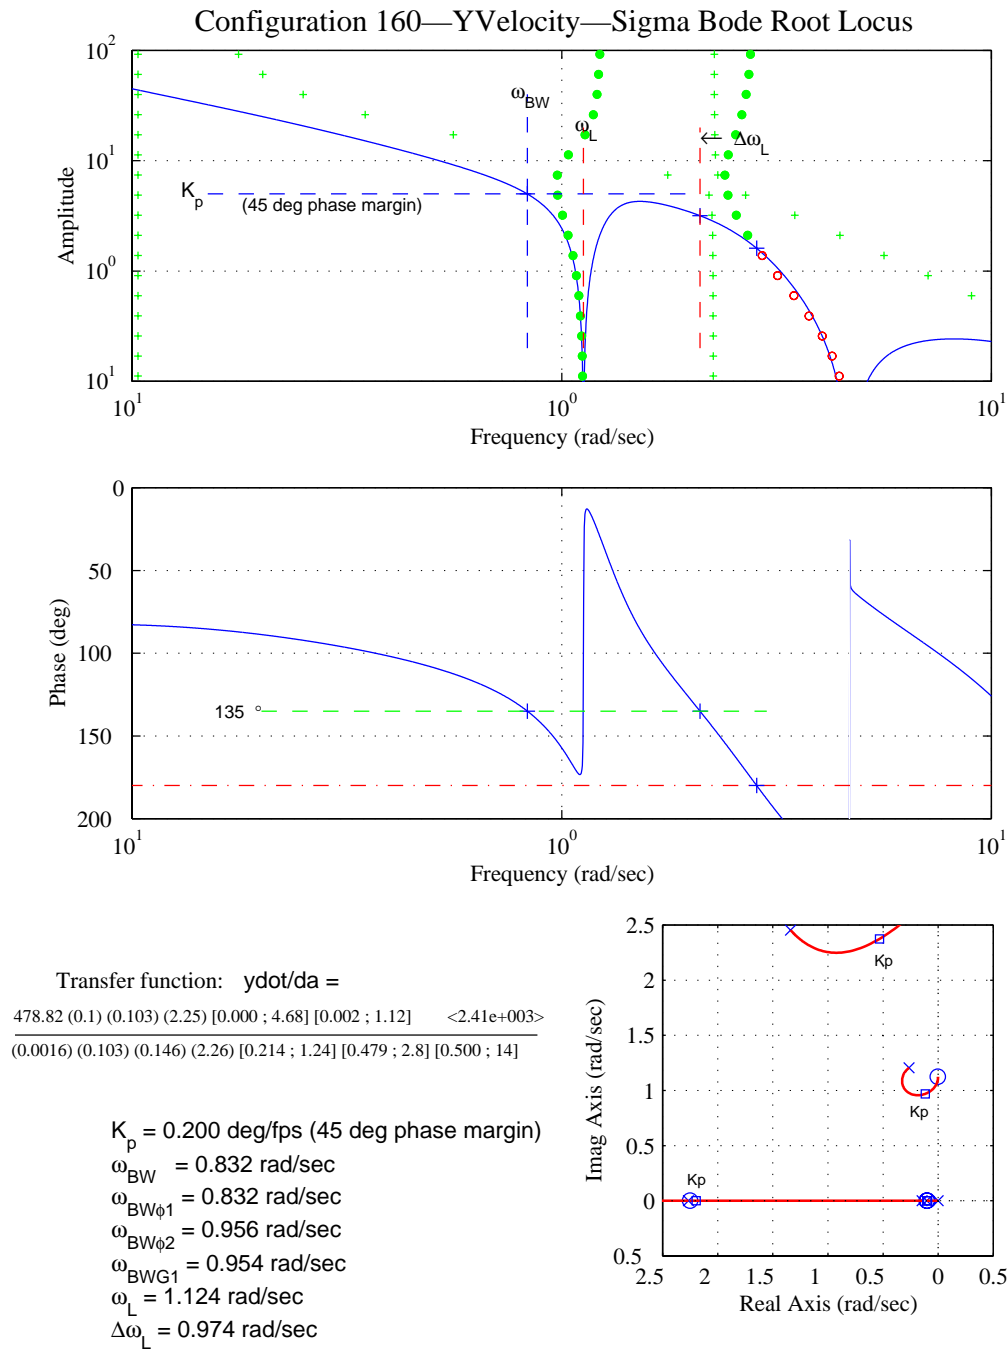 Configuration 160—YVelocity—Sigma Bode Root Locus
10^2
10^1
10^0
10^1
Amplitude
ω_BW
ω_L
← Δω_L
K_p
(45 deg phase margin)
10^1
10^0
10^1
Frequency (rad/sec)
0
50
100
150
200
Phase (deg)
135 °
10^1
10^0
10^1
Frequency (rad/sec)
Transfer function: ydot/da =
478.82 (0.1) (0.103) (2.25) [0.000 ; 4.68] [0.002 ; 1.12] <2.41e+003>
(0.0016) (0.103) (0.146) (2.26) [0.214 ; 1.24] [0.479 ; 2.8] [0.500 ; 14]
K_p = 0.200 deg/fps (45 deg phase margin)
ω_BW = 0.832 rad/sec
ω_BWϕ1 = 0.832 rad/sec
ω_BWϕ2 = 0.956 rad/sec
ω_BWG1 = 0.954 rad/sec
ω_L = 1.124 rad/sec
Δω_L = 0.974 rad/sec
2.5
2
1.5
1
0.5
0
0.5
Imag Axis (rad/sec)
Kp
Kp
Kp
2.5 2 1.5 1 0.5 0 0.5
Real Axis (rad/sec)